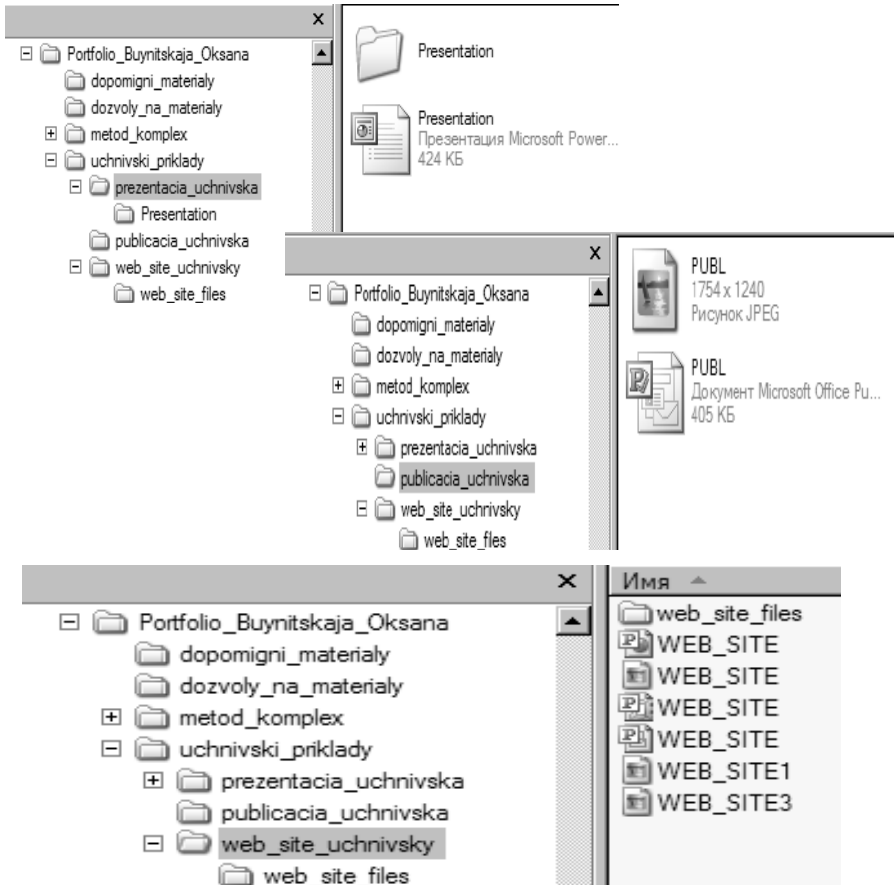 x
Portfolio_Buynitskaja_Oksana
dopomigni_materialy
dozvoly_na_materialy
metod_komplex
uchnivski_priklady
prezentacia_uchnivska
Presentation
publicacia_uchnivska
web_site_uchnivsky
web_site_files
Presentation
Presentation
Презентация Microsoft Power...
424 КБ
x
Portfolio_Buynitskaja_Oksana
dopomigni_materialy
dozvoly_na_materialy
metod_komplex
uchnivski_priklady
prezentacia_uchnivska
publicacia_uchnivska
web_site_uchnivsky
web_site_files
PUBL
1754 x 1240
Рисунок JPEG
PUBL
Документ Microsoft Office Pu...
405 КБ
x
Portfolio_Buynitskaja_Oksana
dopomigni_materialy
dozvoly_na_materialy
metod_komplex
uchnivski_priklady
prezentacia_uchnivska
publicacia_uchnivska
web_site_uchnivsky
web_site_files
Имя
web_site_files
WEB_SITE
WEB_SITE
WEB_SITE
WEB_SITE
WEB_SITE1
WEB_SITE3